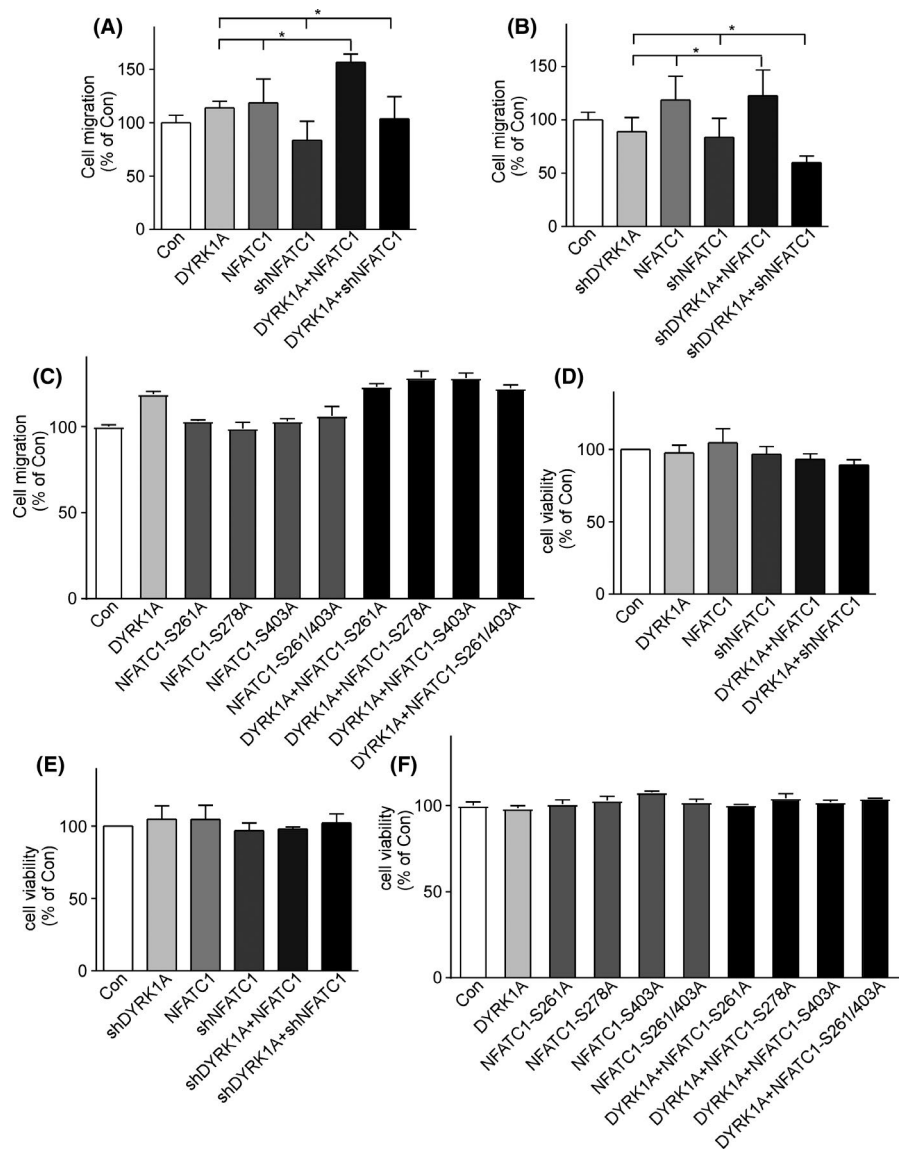 (A)
*
*
Cell migration
(% of Con)
150
100
50
0
Con
DYRK1A
NFATC1
shNFATC1
DYRK1A+NFATC1
DYRK1A+shNFATC1
(B)
*
*
Cell migration
(% of Con)
150
100
50
0
Con
shDYRK1A
NFATC1
shNFATC1
shDYRK1A+NFATC1
shDYRK1A+shNFATC1
(C)
Cell migration
(% of Con)
100
50
0
Con
DYRK1A
NFATC1-S261A
NFATC1-S278A
NFATC1-S403A
NFATC1-S261/403A
DYRK1A+NFATC1-S261A
DYRK1A+NFATC1-S278A
DYRK1A+NFATC1-S403A
DYRK1A+NFATC1-S261/403A
(D)
cell viability
(% of Con)
100
50
0
Con
DYRK1A
NFATC1
shNFATC1
DYRK1A+NFATC1
DYRK1A+shNFATC1
(E)
cell viability
(% of Con)
100
50
0
Con
shDYRK1A
NFATC1
shNFATC1
shDYRK1A+NFATC1
shDYRK1A+shNFATC1
(F)
cell viability
(% of Con)
100
50
0
Con
DYRK1A
NFATC1-S261A
NFATC1-S278A
NFATC1-S403A
NFATC1-S261/403A
DYRK1A+NFATC1-S261A
DYRK1A+NFATC1-S278A
DYRK1A+NFATC1-S403A
DYRK1A+NFATC1-S261/403A